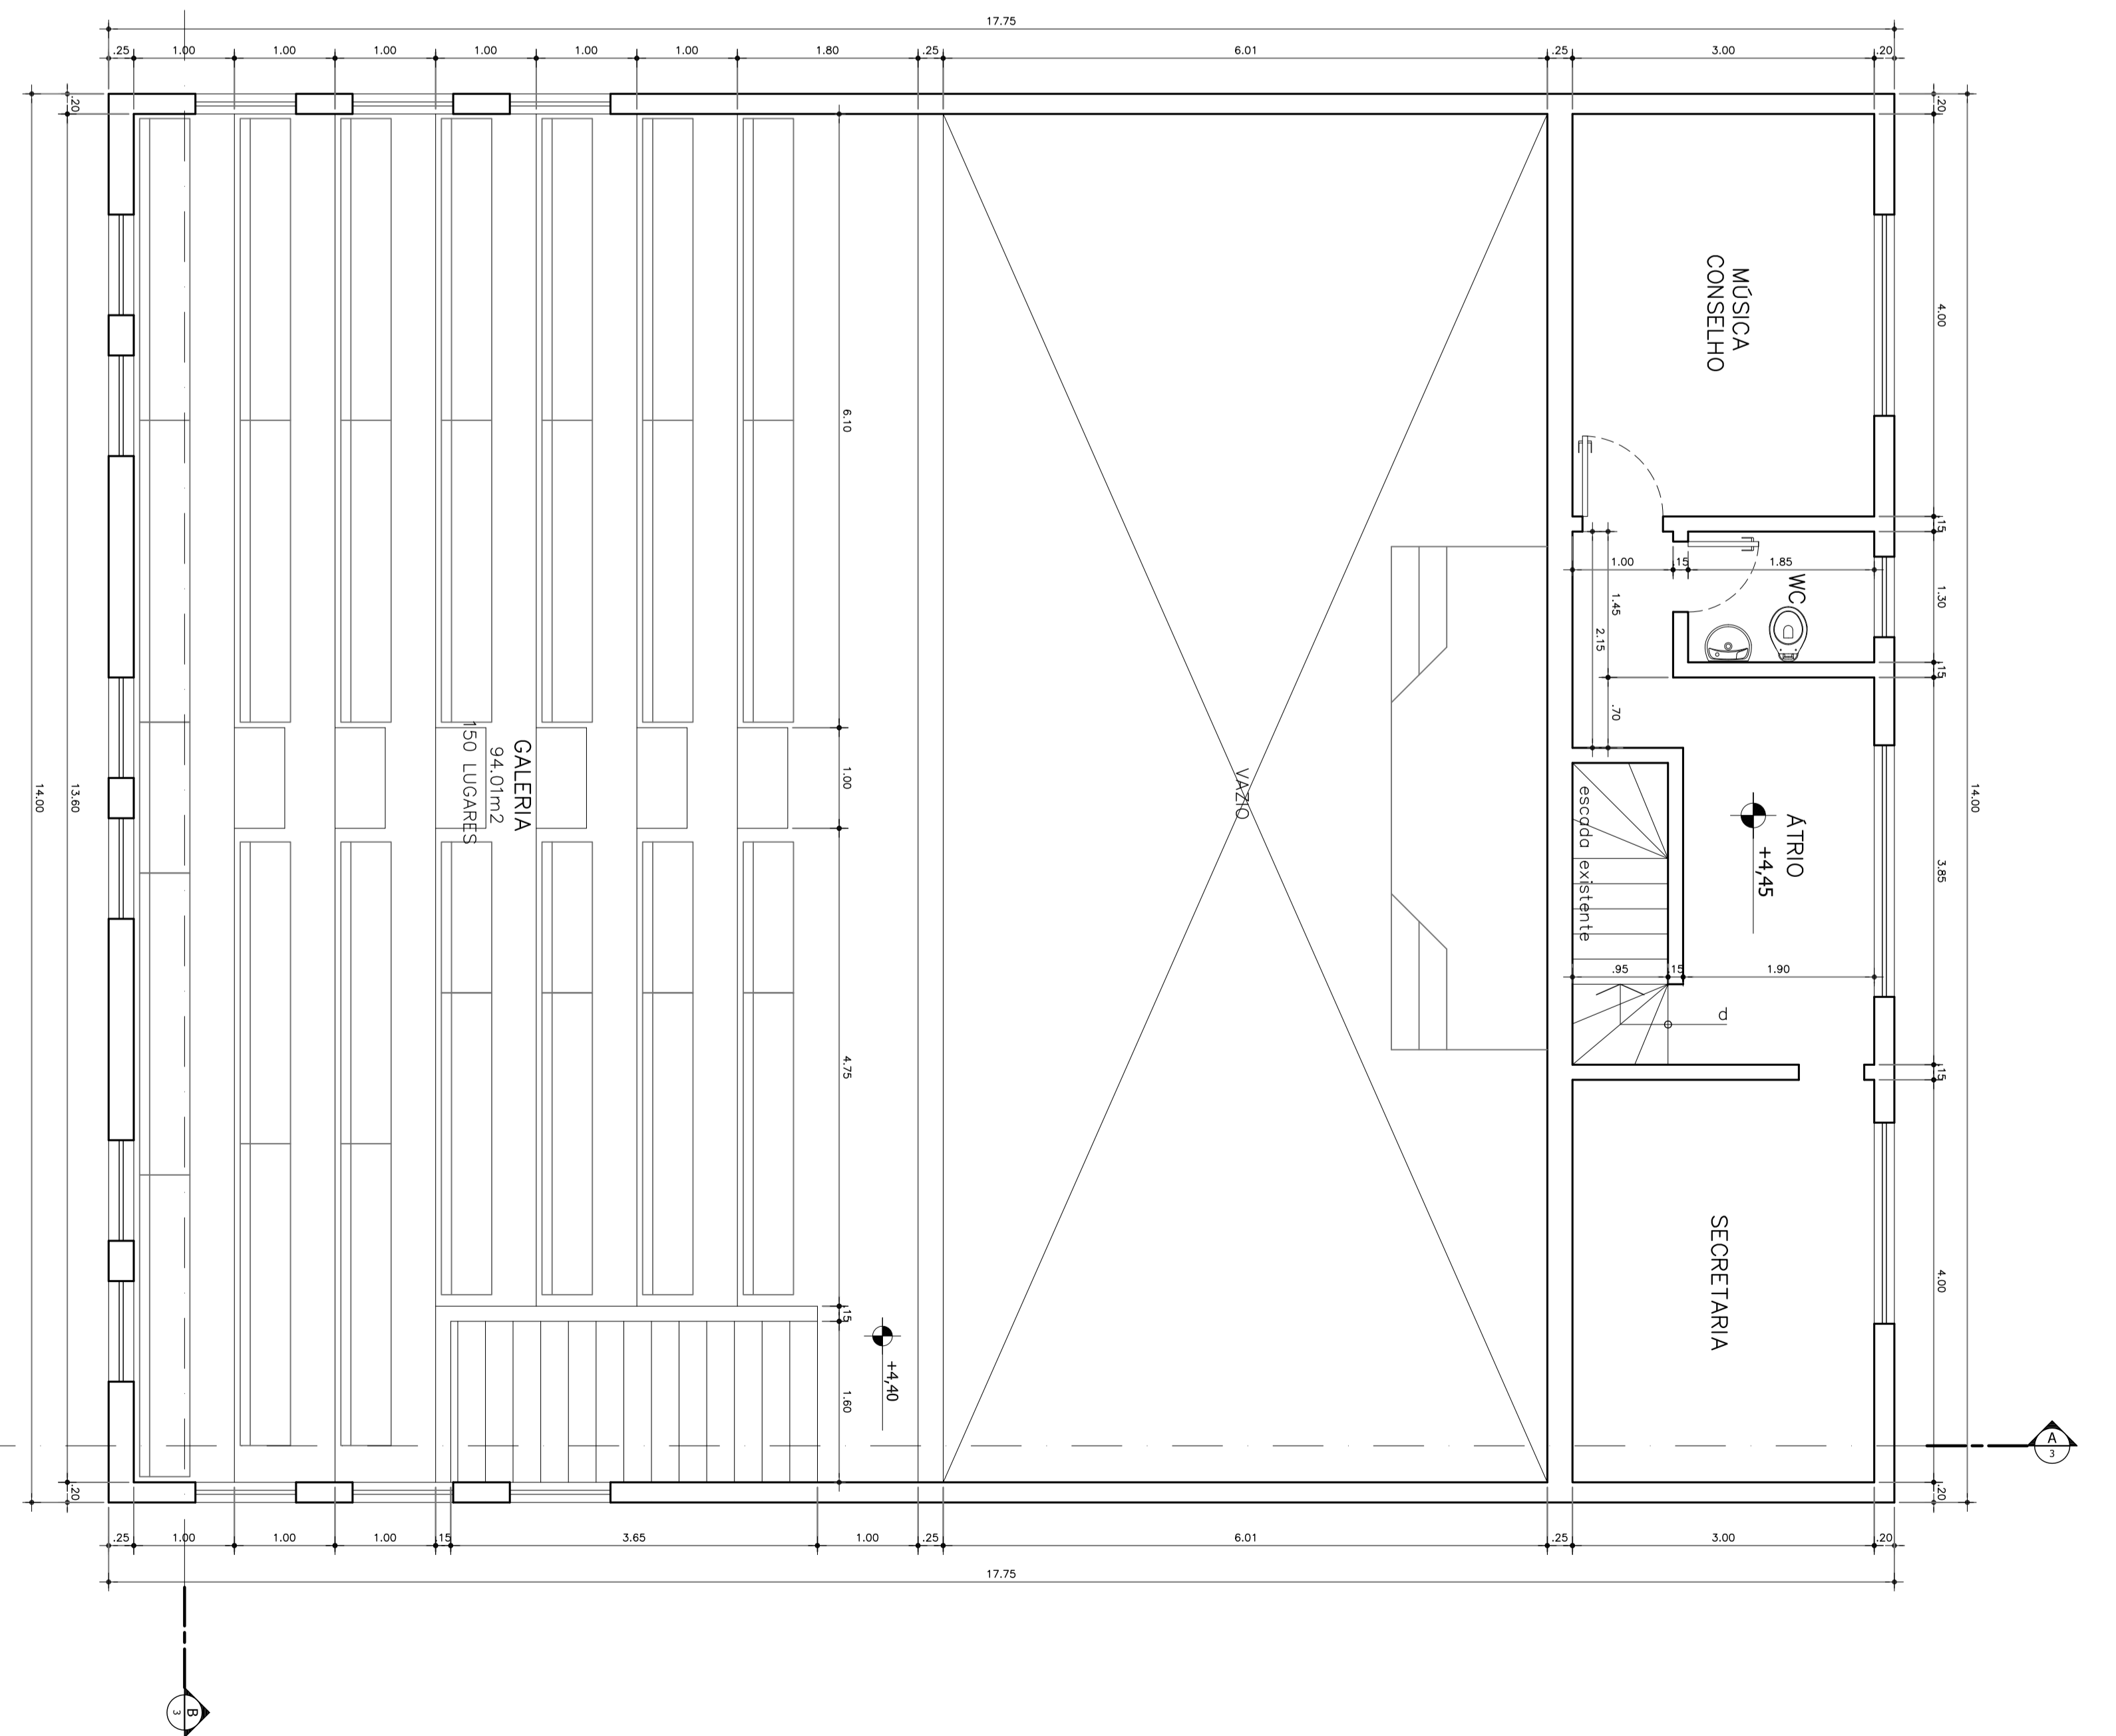 17.75
.25 1.00 1.00 1.00 1.00 1.00 1.00 1.80 .25 6.01 .25 3.00 .20
.20
.20
.20
MÚSICA
CONSELHO
4.00
6.10
.15
1.00 .15 1.85
WC
1.30
1.45
2.15
.15
.70
GALERIA
94.01m2
150 LUGARES
1.00
VAZIO
escada existente
ÁTRIO
+4,45
14.00
13.60
14.00
3.85
.95 .15 1.90
d
4.75
.15
SECRETARIA
4.00
.15
+4,40
1.60
A
3
.20
.20
.25 1.00 1.00 1.00 .15 3.65 1.00 .25 6.01 .25 3.00 .20
17.75
B
3